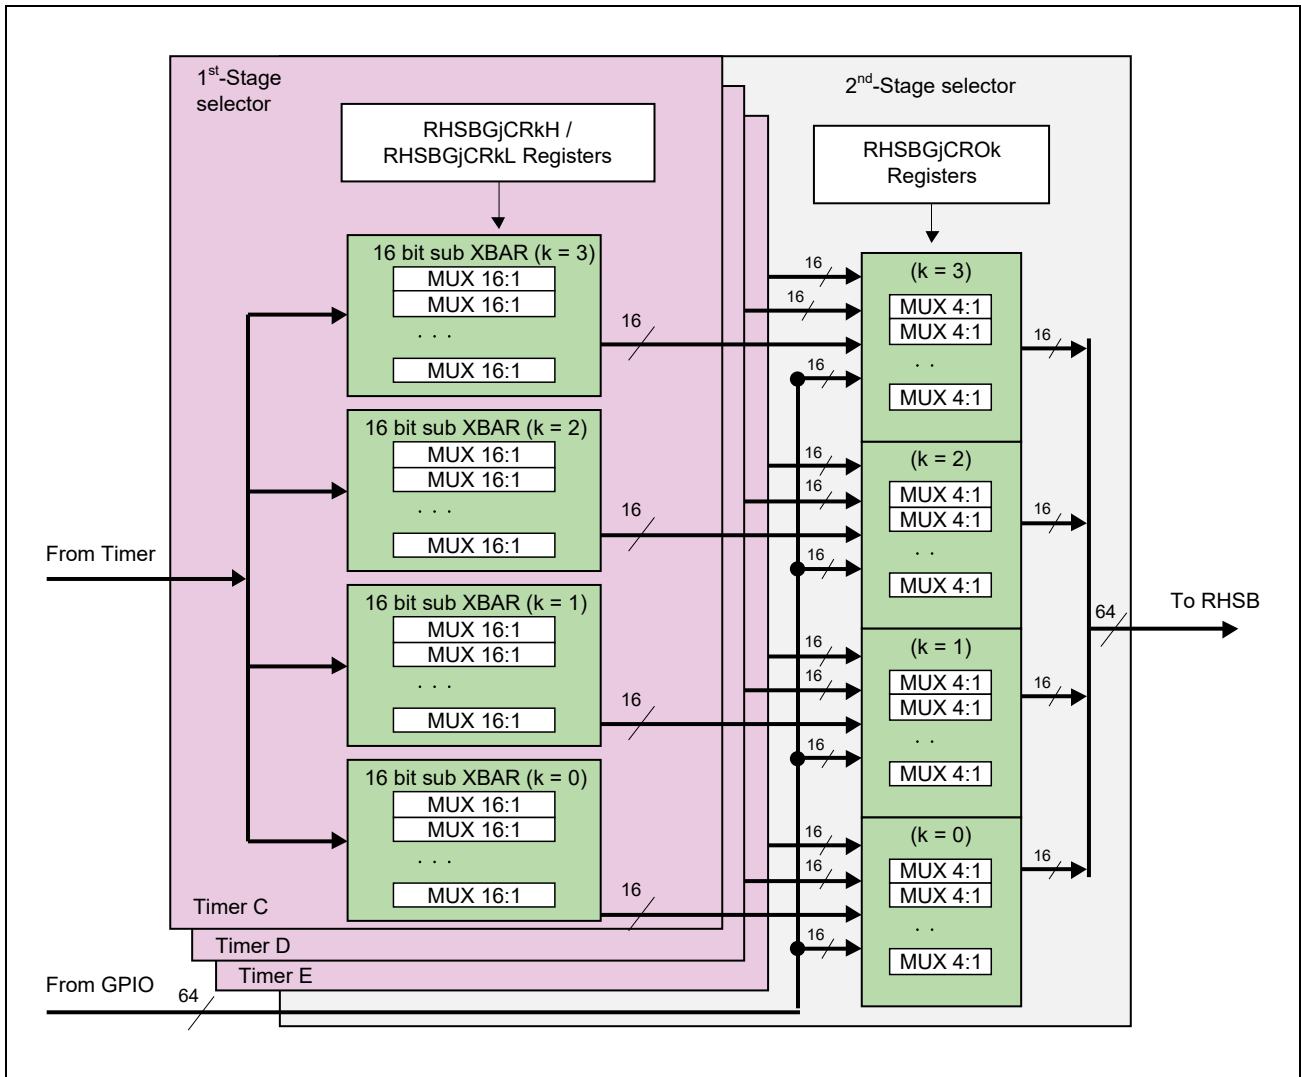 1st-Stage
selector
2nd-Stage selector
RHSBGjCRkH /
RHSBGjCRkL Registers
RHSBGjCROk
Registers
16 bit sub XBAR (k = 3)
MUX 16:1
MUX 16:1
. . .
MUX 16:1
16
16 bit sub XBAR (k = 2)
MUX 16:1
MUX 16:1
. . .
MUX 16:1
16
16 bit sub XBAR (k = 1)
MUX 16:1
MUX 16:1
. . .
MUX 16:1
16
16 bit sub XBAR (k = 0)
MUX 16:1
MUX 16:1
. . .
MUX 16:1
16
From Timer
Timer C
Timer D
Timer E
From GPIO
64
16
16
16
(k = 3)
MUX 4:1
MUX 4:1
. .
MUX 4:1
16
16
16
16
(k = 2)
MUX 4:1
MUX 4:1
. .
MUX 4:1
16
16
16
16
(k = 1)
MUX 4:1
MUX 4:1
. .
MUX 4:1
16
16
16
16
(k = 0)
MUX 4:1
MUX 4:1
. .
MUX 4:1
16
64
To RHSB